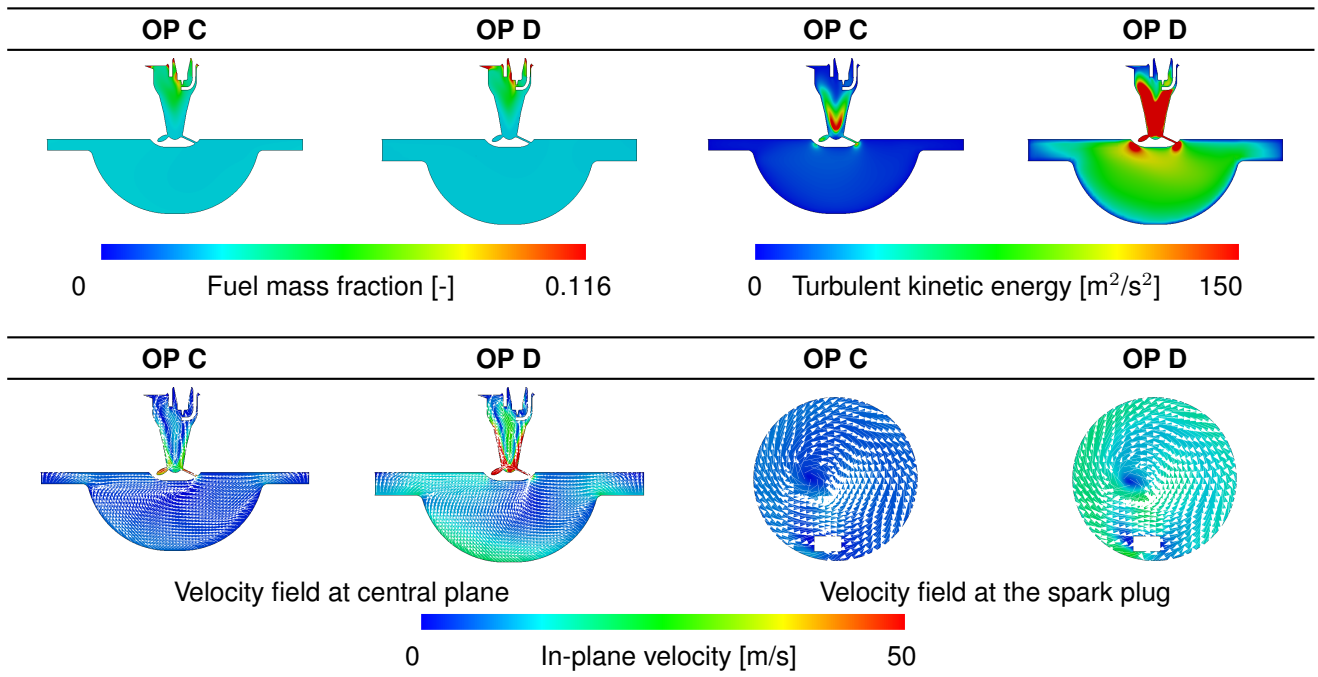 OP C OP D OP C OP D
0 Fuel mass fraction [-] 0.116 0 Turbulent kinetic energy [m²/s²] 150
OP C OP D OP C OP D
Velocity field at central plane Velocity field at the spark plug
0 In-plane velocity [m/s] 50